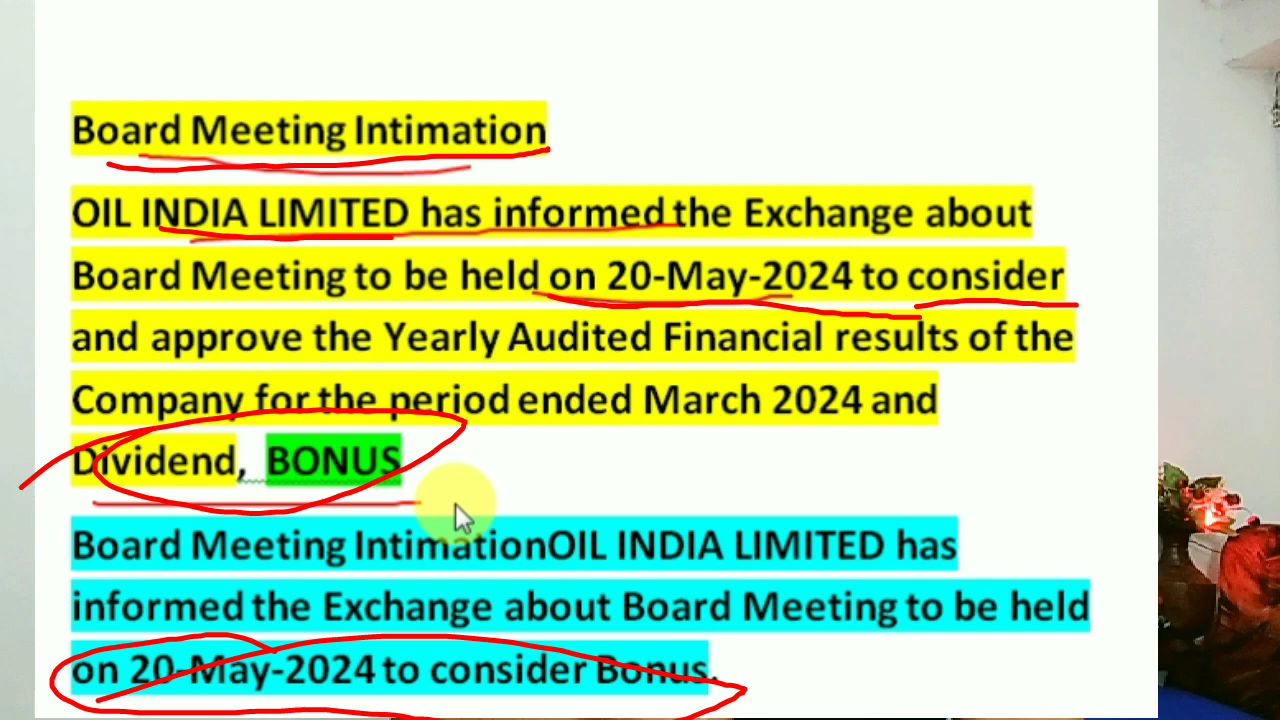 Board Meeting Intimation
OIL INDIA LIMITED has informed the Exchange about
Board Meeting to be held on 20-May-2024 to consider
and approve the Yearly Audited Financial results of the
Company for the period ended March 2024 and
Dividend, BONUS
Board Meeting IntimationOIL INDIA LIMITED has
informed the Exchange about Board Meeting to be held
on 20-May-2024 to consider Bonus.